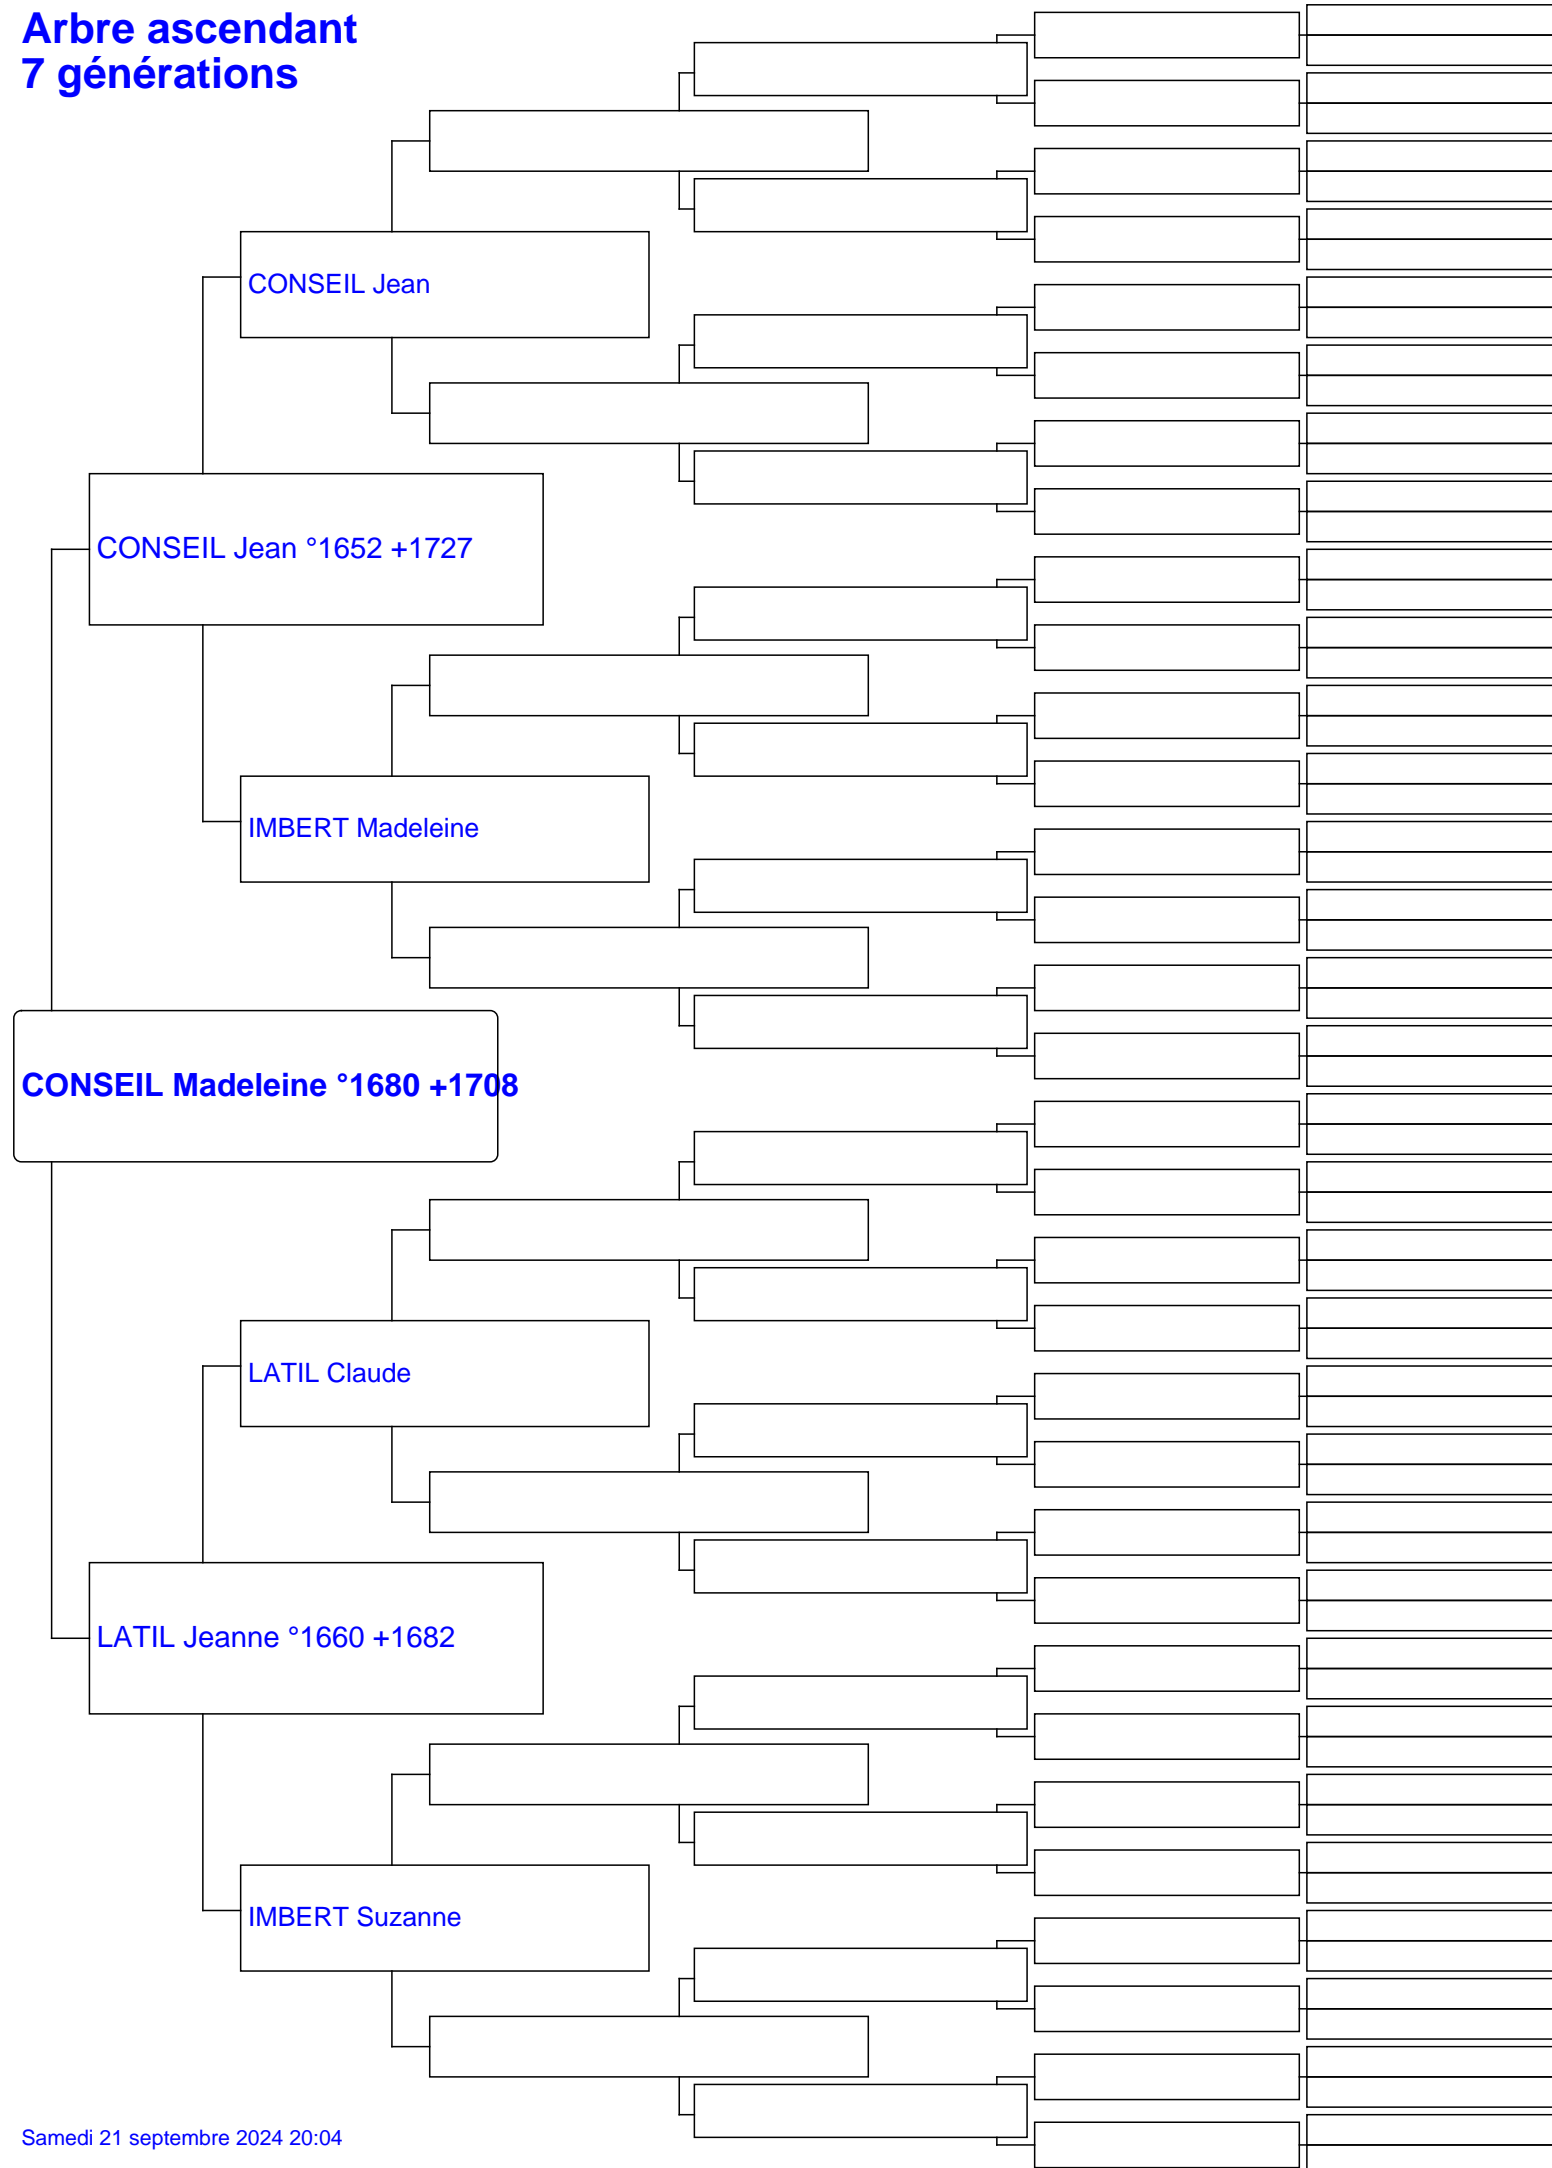 Arbre ascendant
7 générations
CONSEIL Jean
CONSEIL Jean °1652 +1727
IMBERT Madeleine
CONSEIL Madeleine °1680 +1708
LATIL Claude
LATIL Jeanne °1660 +1682
IMBERT Suzanne
Samedi 21 septembre 2024 20:04